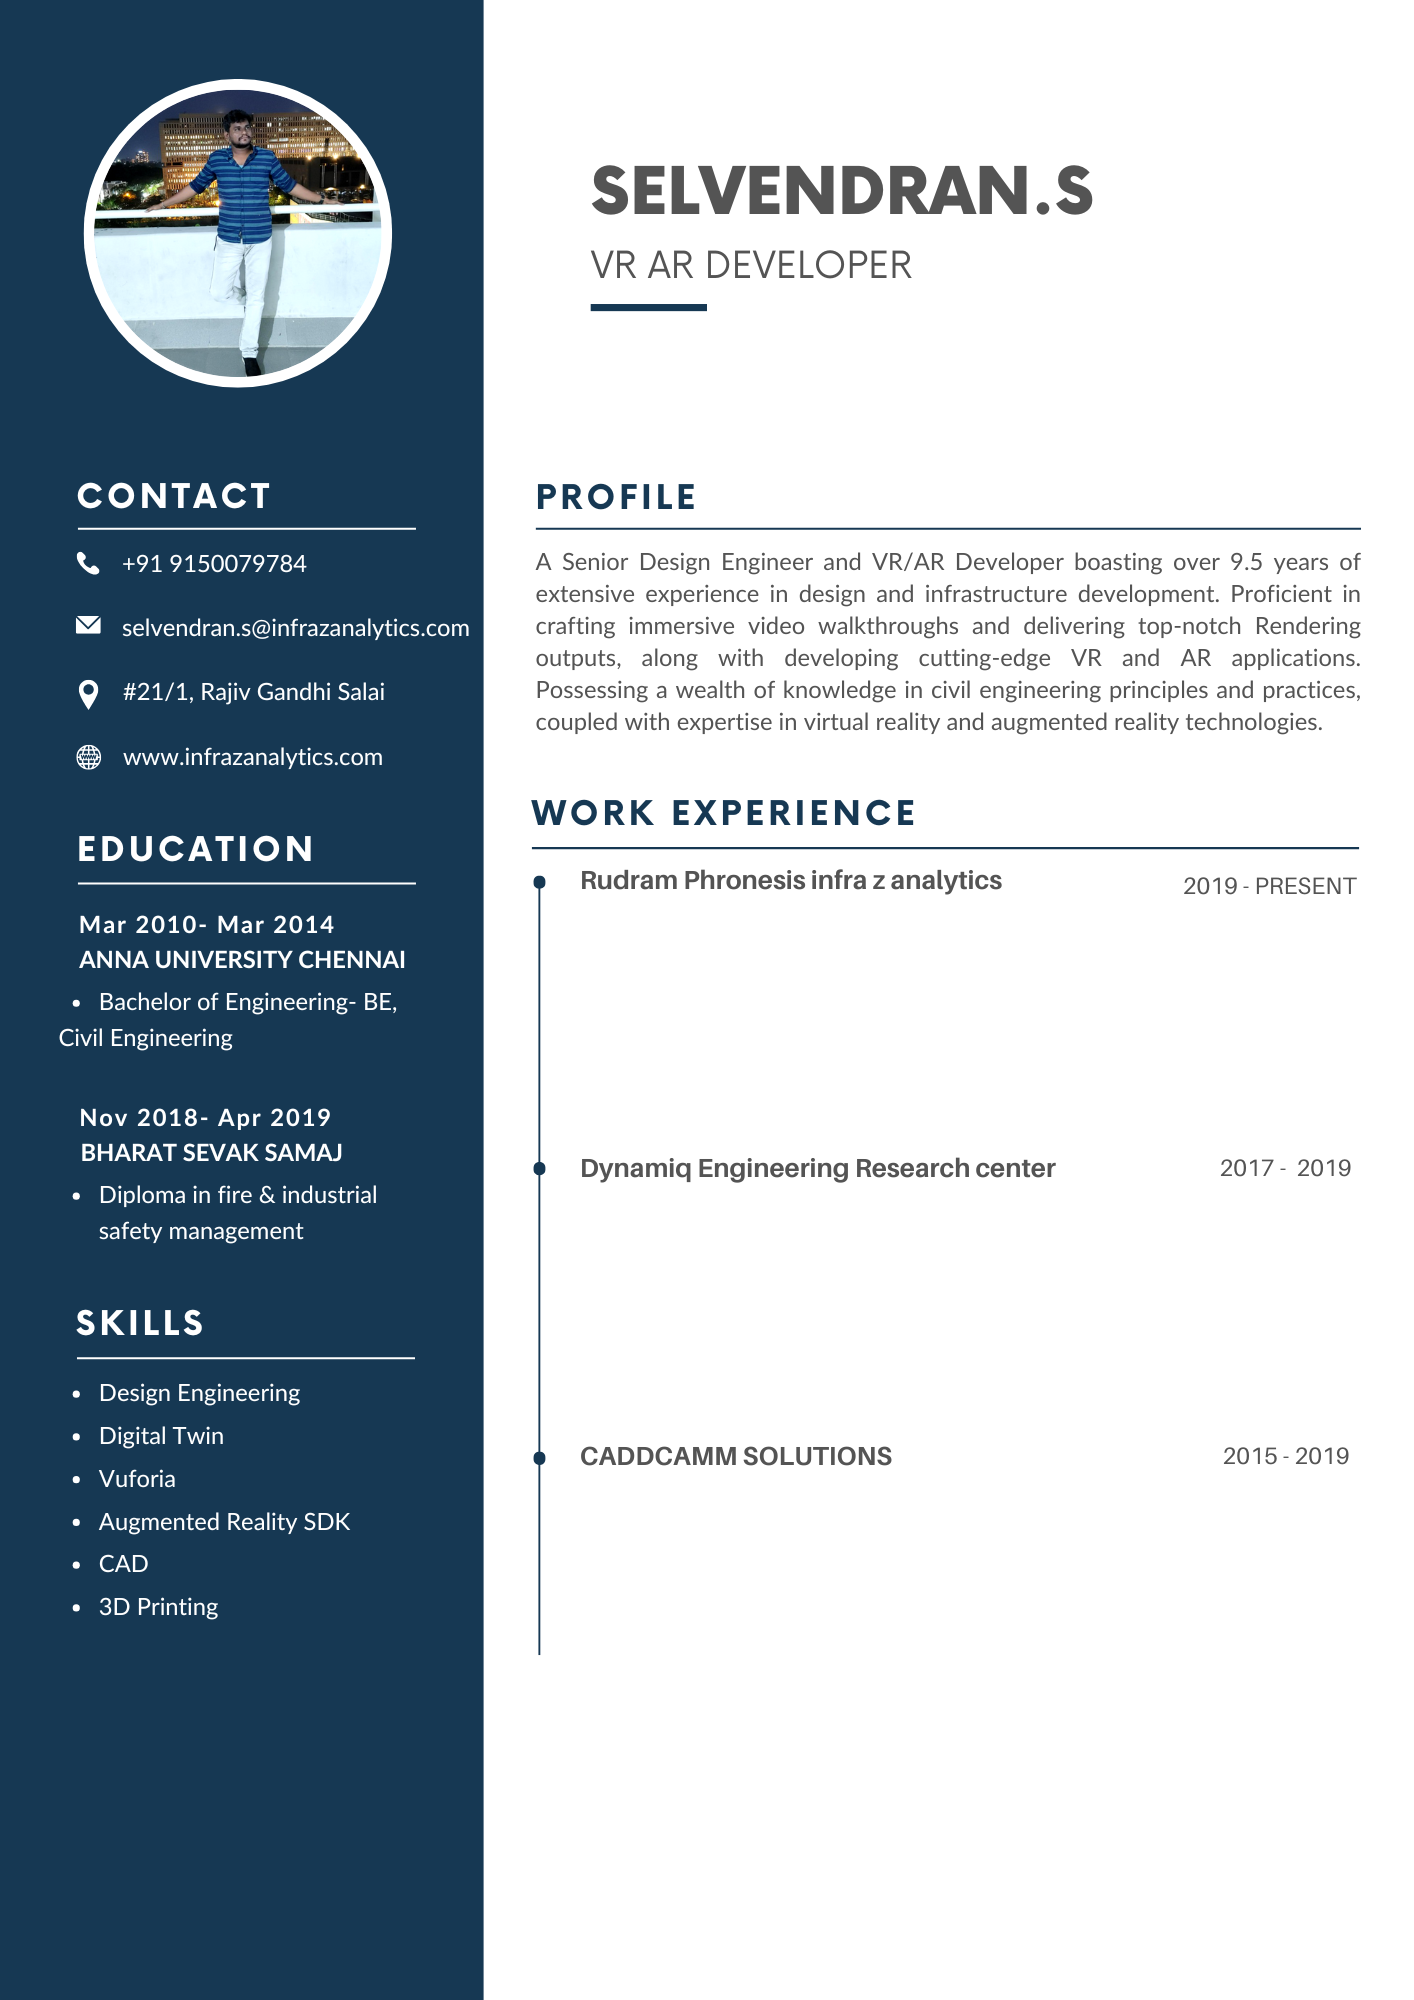 SELVENDRAN.S
VR AR DEVELOPER
CONTACT
+91 9150079784
selvendran.s@infrazanalytics.com
#21/1, Rajiv Gandhi Salai
www.infrazanalytics.com
EDUCATION
Mar 2010- Mar 2014
ANNA UNIVERSITY CHENNAI
• Bachelor of Engineering- BE,
Civil Engineering
Nov 2018- Apr 2019
BHARAT SEVAK SAMAJ
• Diploma in fire & industrial
safety management
SKILLS
• Design Engineering
• Digital Twin
• Vuforia
• Augmented Reality SDK
• CAD
• 3D Printing
PROFILE
A Senior Design Engineer and VR/AR Developer boasting over 9.5 years of
extensive experience in design and infrastructure development. Proficient in
crafting immersive video walkthroughs and delivering top-notch Rendering
outputs, along with developing cutting-edge VR and AR applications.
Possessing a wealth of knowledge in civil engineering principles and practices,
coupled with expertise in virtual reality and augmented reality technologies.
WORK EXPERIENCE
Rudram Phronesis infra z analytics 2019 - PRESENT
Dynamiq Engineering Research center 2017 - 2019
CADDCAMM SOLUTIONS 2015 - 2019